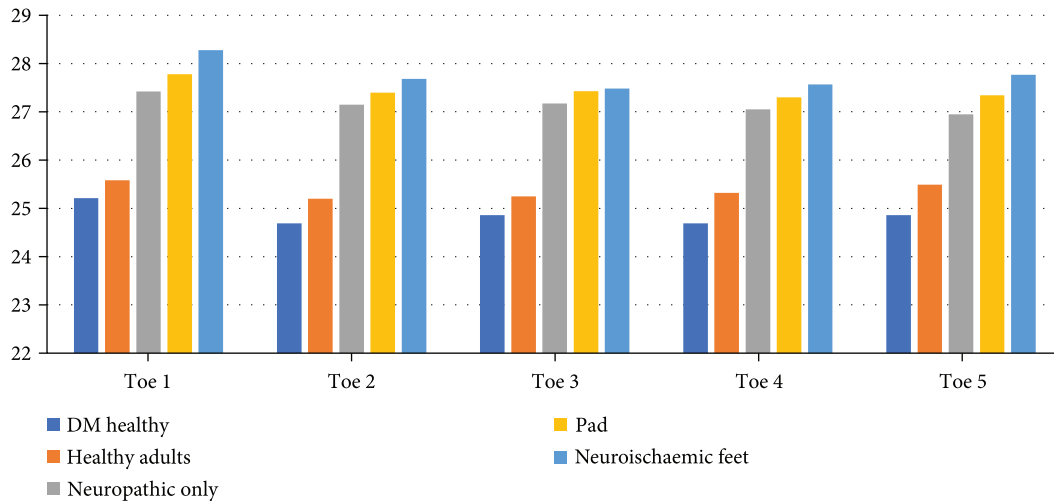 29
28
27
26
25
24
23
22
Toe 1 Toe 2 Toe 3 Toe 4 Toe 5
DM healthy
Healthy adults
Neuropathic only
Pad
Neuroischaemic feet